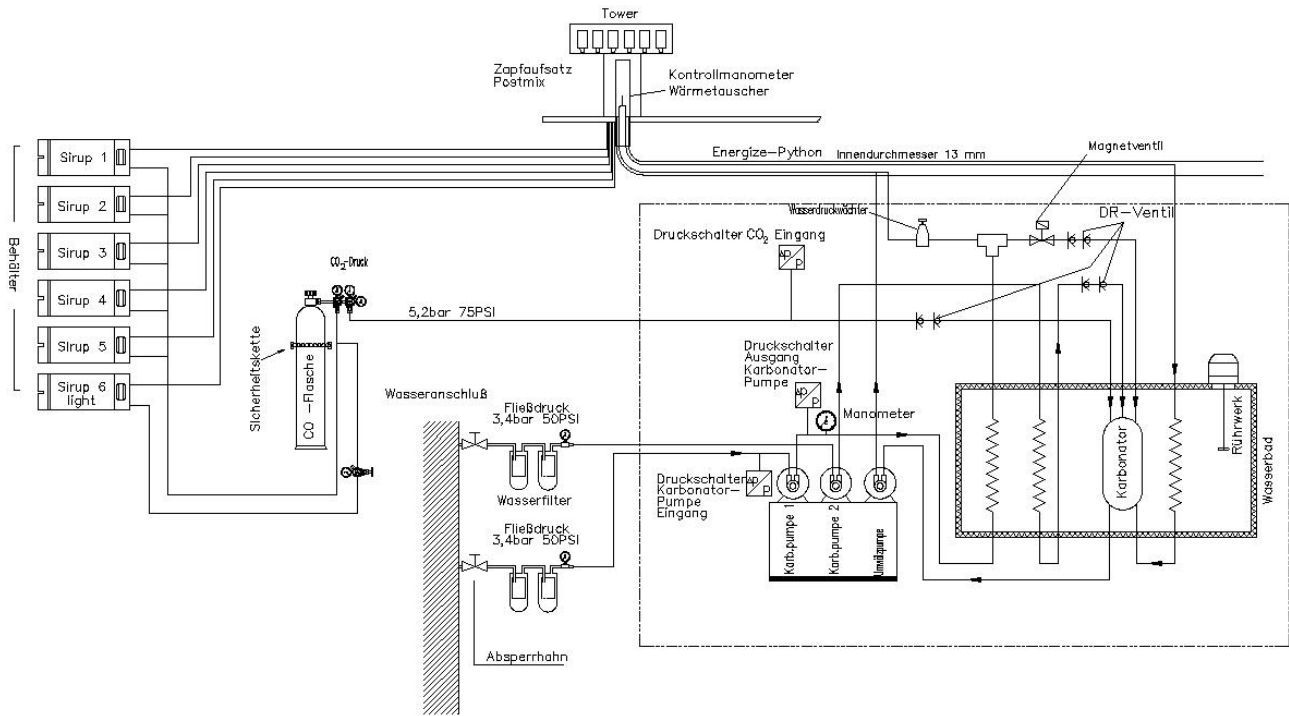 Tower
Zapfaufsatz
Postmix
Kontrollmanometer
Wärmetauscher
Energize-Python
Innendurchmesser 13 mm
Magnetventil
Sirup 1
Sirup 2
Sirup 3
Sirup 4
Sirup 5
Sirup 6
light
Behälter
Wasserdruckwächter
DR-Ventil
Druckschalter CO₂ Eingang
Δp
P
CO₂-Druck
5,2bar 75PSI
Sicherheitskette
CO -Flasche
Druckschalter
Ausgang
Karbonator-
Pumpe
Δp
P
Manometer
Wasseranschluß
Fließdruck
3,4bar 50PSI
Wasserfilter
Fließdruck
3,4bar 50PSI
Absperrhahn
Druckschalter
Karbonator-
Pumpe
Eingang
Δp
P
Karb.pumpe 1
Karb.pumpe 2
Umwälzpumpe
Karbonator
Rührwerk
Wasserbad